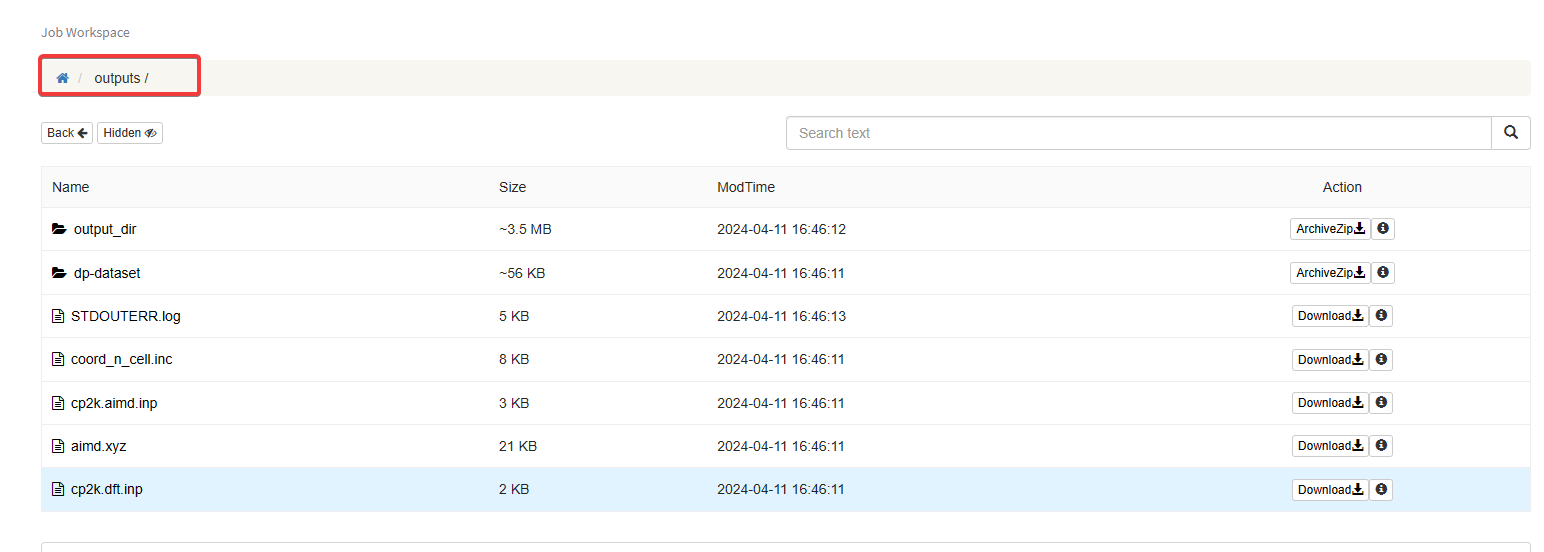 Job Workspace
/ outputs /
Back Hidden
Search text
Name Size ModTime Action
output_dir ~3.5 MB 2024-04-11 16:46:12 ArchiveZip
dp-dataset ~56 KB 2024-04-11 16:46:11 ArchiveZip
STDOUTERR.log 5 KB 2024-04-11 16:46:13 Download
coord_n_cell.inc 8 KB 2024-04-11 16:46:11 Download
cp2k.aimd.inp 3 KB 2024-04-11 16:46:11 Download
aimd.xyz 21 KB 2024-04-11 16:46:11 Download
cp2k.dft.inp 2 KB 2024-04-11 16:46:11 Download